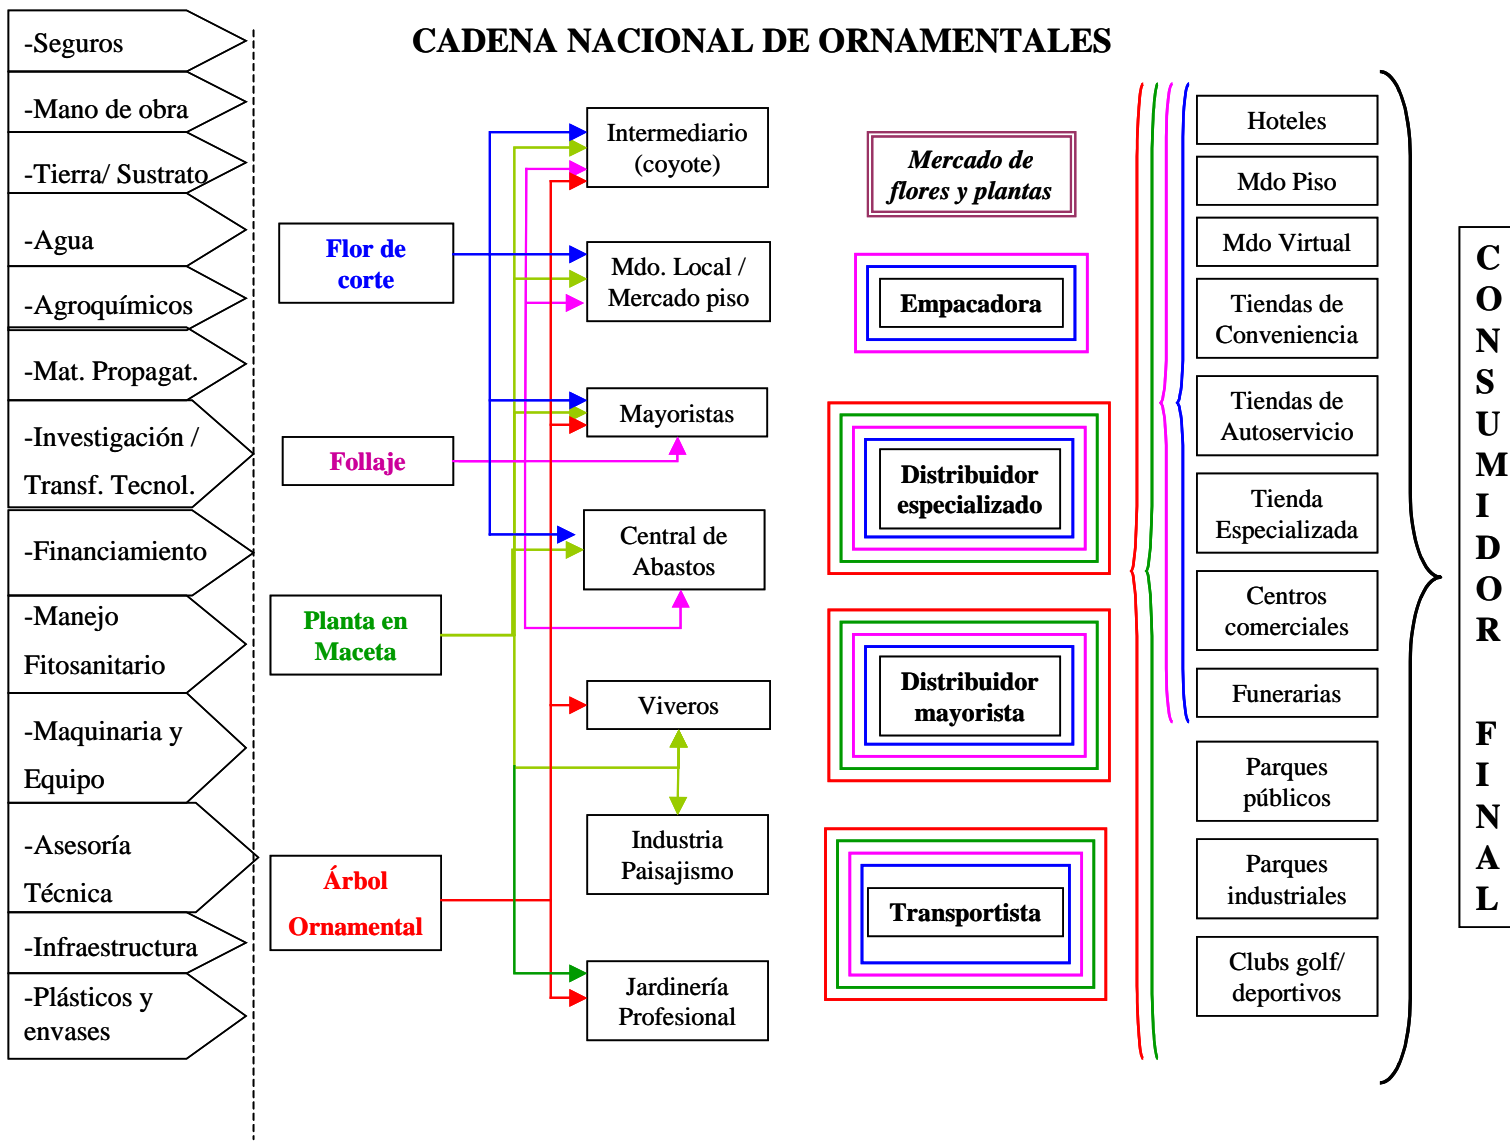 CADENA NACIONAL DE ORNAMENTALES
-Seguros
-Mano de obra
-Tierra/ Sustrato
-Agua
-Agroquímicos
-Mat. Propagat.
-Investigación /
Transf. Tecnol.
-Financiamiento
-Manejo
Fitosanitario
-Maquinaria y
Equipo
-Asesoría
Técnica
-Infraestructura
-Plásticos y
envases
Flor de
corte
Follaje
Planta en
Maceta
Árbol
Ornamental
Intermediario
(coyote)
Mdo. Local /
Mercado piso
Mayoristas
Central de
Abastos
Viveros
Industria
Paisajismo
Jardinería
Profesional
Mercado de
flores y plantas
Empacadora
Distribuidor
especializado
Distribuidor
mayorista
Transportista
Hoteles
Mdo Piso
Mdo Virtual
Tiendas de
Conveniencia
Tiendas de
Autoservicio
Tienda
Especializada
Centros
comerciales
Funerarias
Parques
públicos
Parques
industriales
Clubs golf/
deportivos
CONSUMIDOR FINAL